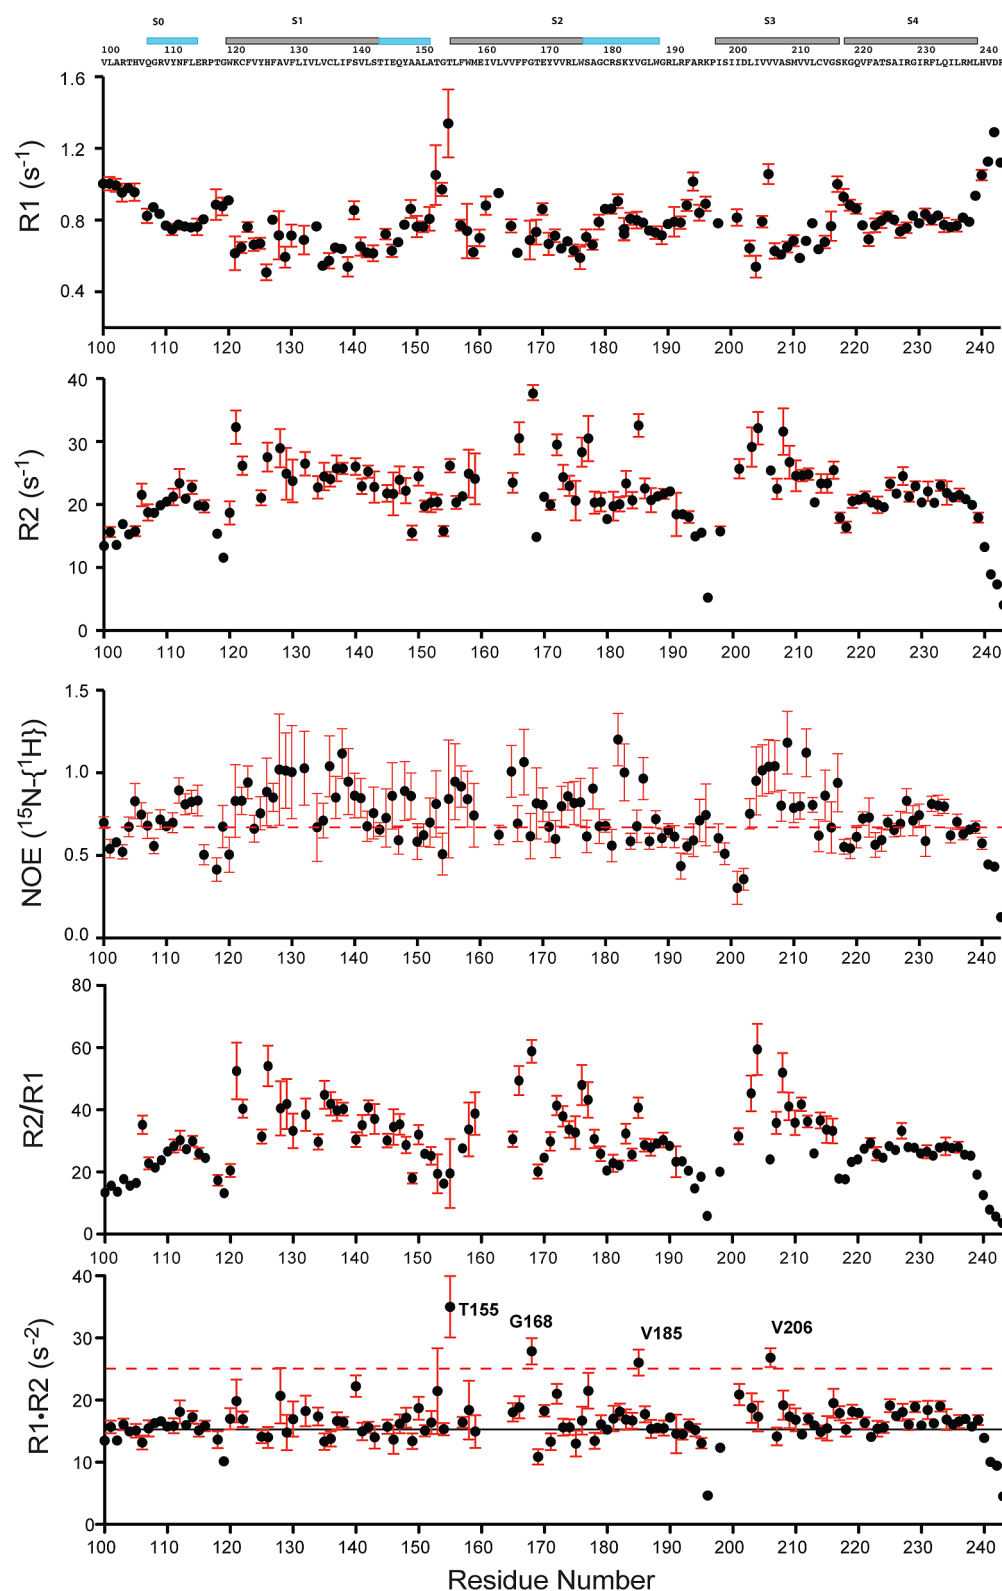 S0 S1 S2 S3 S4
100 110 120 130 140 150 160 170 180 190 200 210 220 230 240
VLARTHVQGRVYNFLERPTGWKCFVYHFAVFLIVLVCLIFSVLSTIEQYAALATGTLFWMEIVLVVFFGTEYVVRLWSAGCRSKYVGLWGRLRFARKPISIIDLIVVVASMVVLCVGSKGQVFATSAIRGIRFLQILRMLHVDR
1.6
1.2
0.8
0.4
R1 (s-1)
100 110 120 130 140 150 160 170 180 190 200 210 220 230 240
40
30
20
10
0
R2 (s-1)
100 110 120 130 140 150 160 170 180 190 200 210 220 230 240
1.5
1.0
0.5
0.0
NOE (15N-{1H})
100 110 120 130 140 150 160 170 180 190 200 210 220 230 240
80
60
40
20
0
R2/R1
100 110 120 130 140 150 160 170 180 190 200 210 220 230 240
40
30
20
10
0
R1•R2 (s-2)
T155
G168
V185
V206
100 110 120 130 140 150 160 170 180 190 200 210 220 230 240
Residue Number